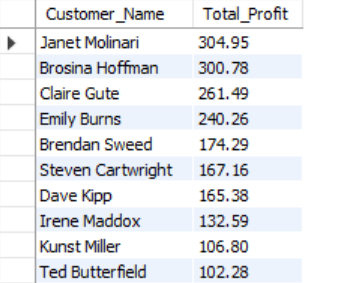 Customer_Name Total_Profit
Janet Molinari 304.95
Brosina Hoffman 300.78
Claire Gute 261.49
Emily Burns 240.26
Brendan Sweed 174.29
Steven Cartwright 167.16
Dave Kipp 165.38
Irene Maddox 132.59
Kunst Miller 106.80
Ted Butterfield 102.28